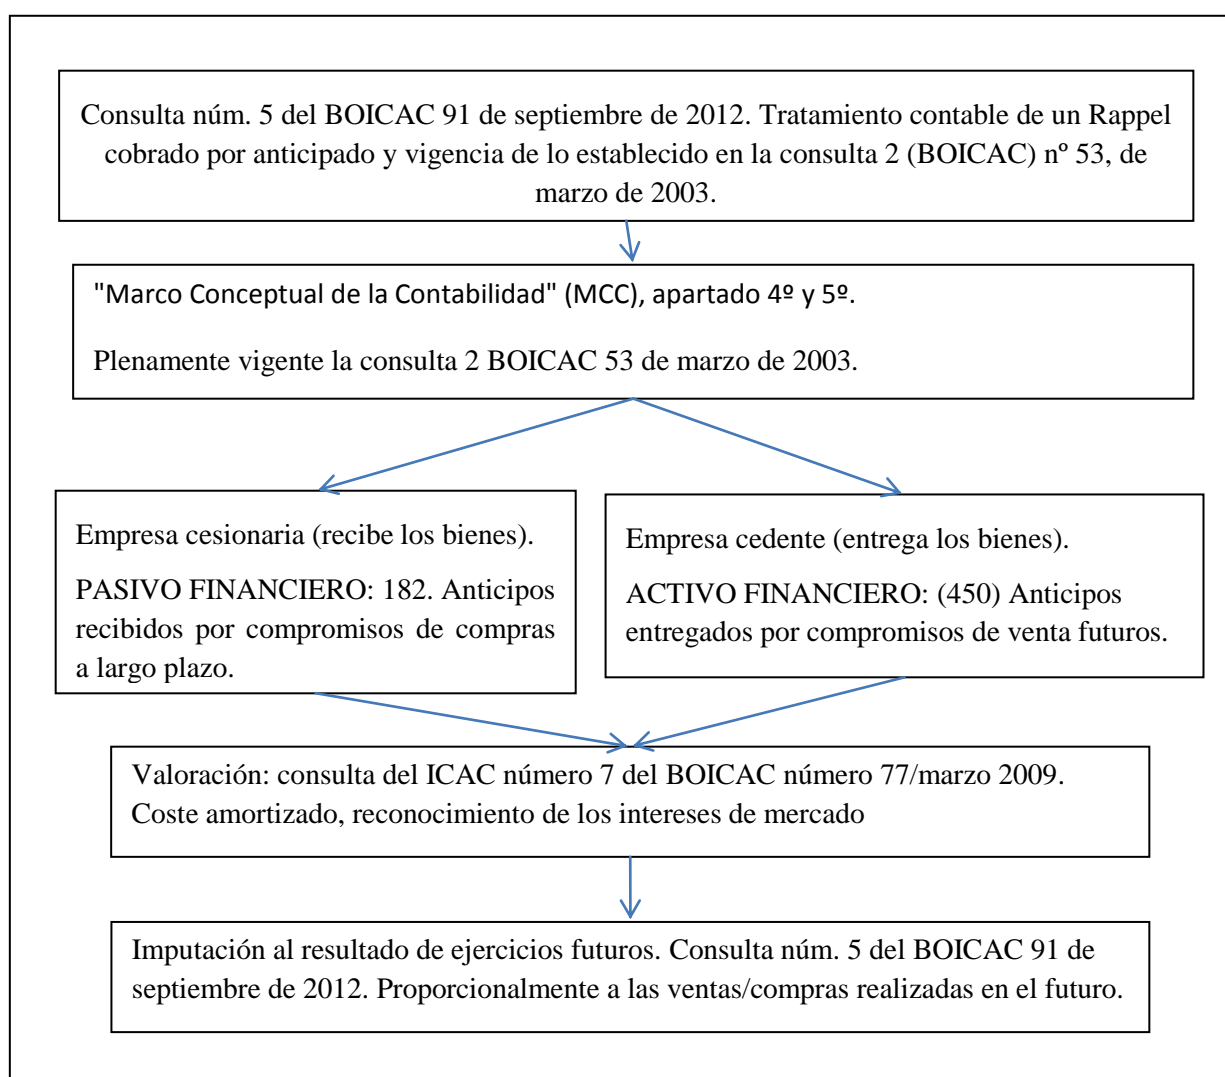 Consulta núm. 5 del BOICAC 91 de septiembre de 2012. Tratamiento contable de un Rappel
cobrado por anticipado y vigencia de lo establecido en la consulta 2 (BOICAC) nº 53, de
marzo de 2003.
"Marco Conceptual de la Contabilidad" (MCC), apartado 4º y 5º.
Plenamente vigente la consulta 2 BOICAC 53 de marzo de 2003.
Empresa cesionaria (recibe los bienes).
PASIVO FINANCIERO: 182. Anticipos
recibidos por compromisos de compras
a largo plazo.
Empresa cedente (entrega los bienes).
ACTIVO FINANCIERO: (450) Anticipos
entregados por compromisos de venta futuros.
Valoración: consulta del ICAC número 7 del BOICAC número 77/marzo 2009.
Coste amortizado, reconocimiento de los intereses de mercado
Imputación al resultado de ejercicios futuros. Consulta núm. 5 del BOICAC 91 de
septiembre de 2012. Proporcionalmente a las ventas/compras realizadas en el futuro.